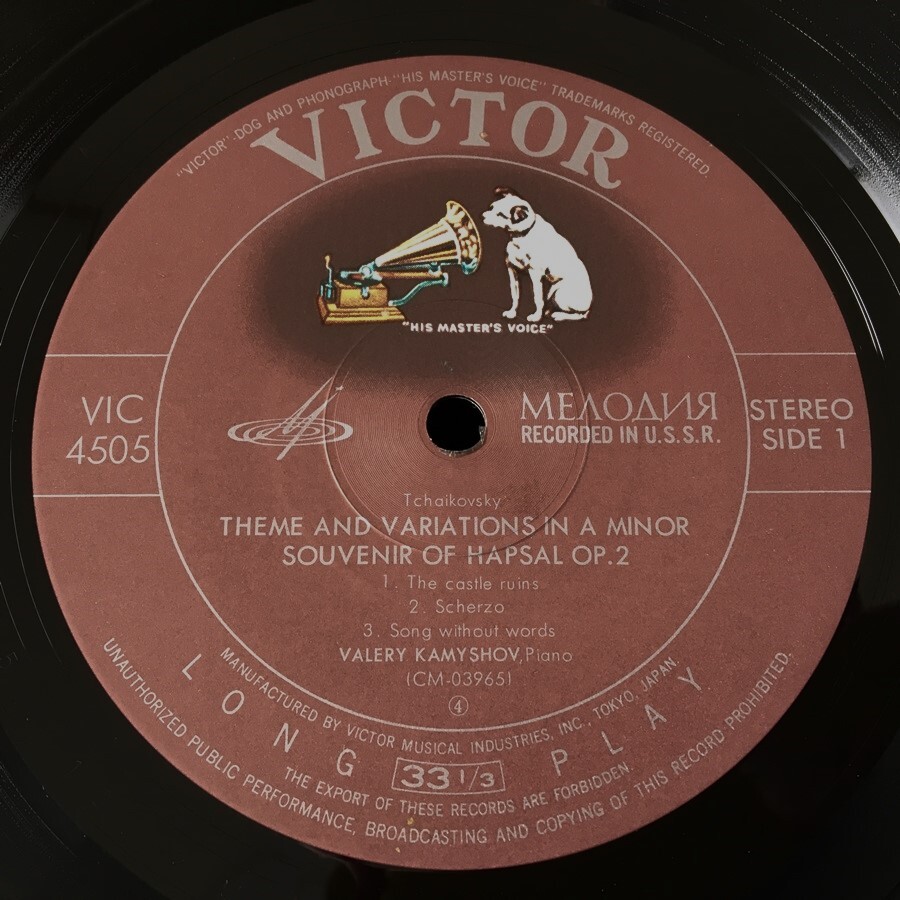 "VICTOR"-DOG AND PHONOGRAPH-"HIS MASTER'S VOICE" TRADEMARKS REGISTERED.
VICTOR
"HIS MASTER'S VOICE"
VIC
4505
МЕЛОДИЯ
RECORDED IN U.S.S.R.
STEREO
SIDE 1
Tchaikovsky
THEME AND VARIATIONS IN A MINOR
SOUVENIR OF HAPSAL OP.2
1. The castle ruins
2. Scherzo
3. Song without words
VALERY KAMYSHOV, Piano
(CM-03965)
④
MANUFACTURED BY VICTOR MUSICAL INDUSTRIES, INC., TOKYO, JAPAN.
LONG PLAY
33 1/3
THE EXPORT OF THESE RECORDS ARE FORBIDDEN.
UNAUTHORIZED PUBLIC PERFORMANCE, BROADCASTING AND COPYING OF THIS RECORD PROHIBITED.